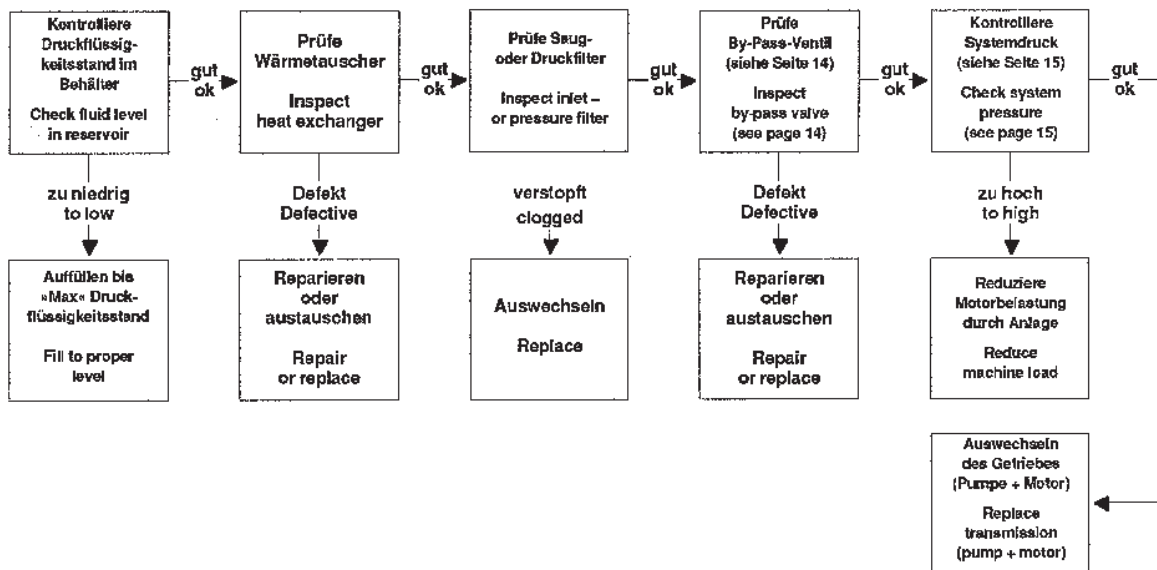 Kontrolliere
Druckflüssig-
keitsstand im
Behälter
Check fluid level
in reservoir
gut
ok
Prüfe
Wärmetauscher
Inspect
heat exchanger
gut
ok
Prüfe Saug-
oder Druckfilter
Inspect inlet –
or pressure filter
gut
ok
Prüfe
By-Pass-Ventil
(siehe Seite 14)
Inspect
by-pass valve
(see page 14)
gut
ok
Kontrolliere
Systemdruck
(siehe Seite 15)
Check system
pressure
(see page 15)
gut
ok
zu niedrig
to low
Defekt
Defective
verstopft
clogged
Defekt
Defective
zu hoch
to high
Auffüllen bis
»Max« Druck-
flüssigkeitsstand
Fill to proper
level
Reparieren
oder
austauschen
Repair
or replace
Auswechseln
Replace
Reparieren
oder
austauschen
Repair
or replace
Reduziere
Motorbelastung
durch Anlage
Reduce
machine load
Auswechseln
des Getriebes
(Pumpe + Motor)
Replace
transmission
(pump + motor)